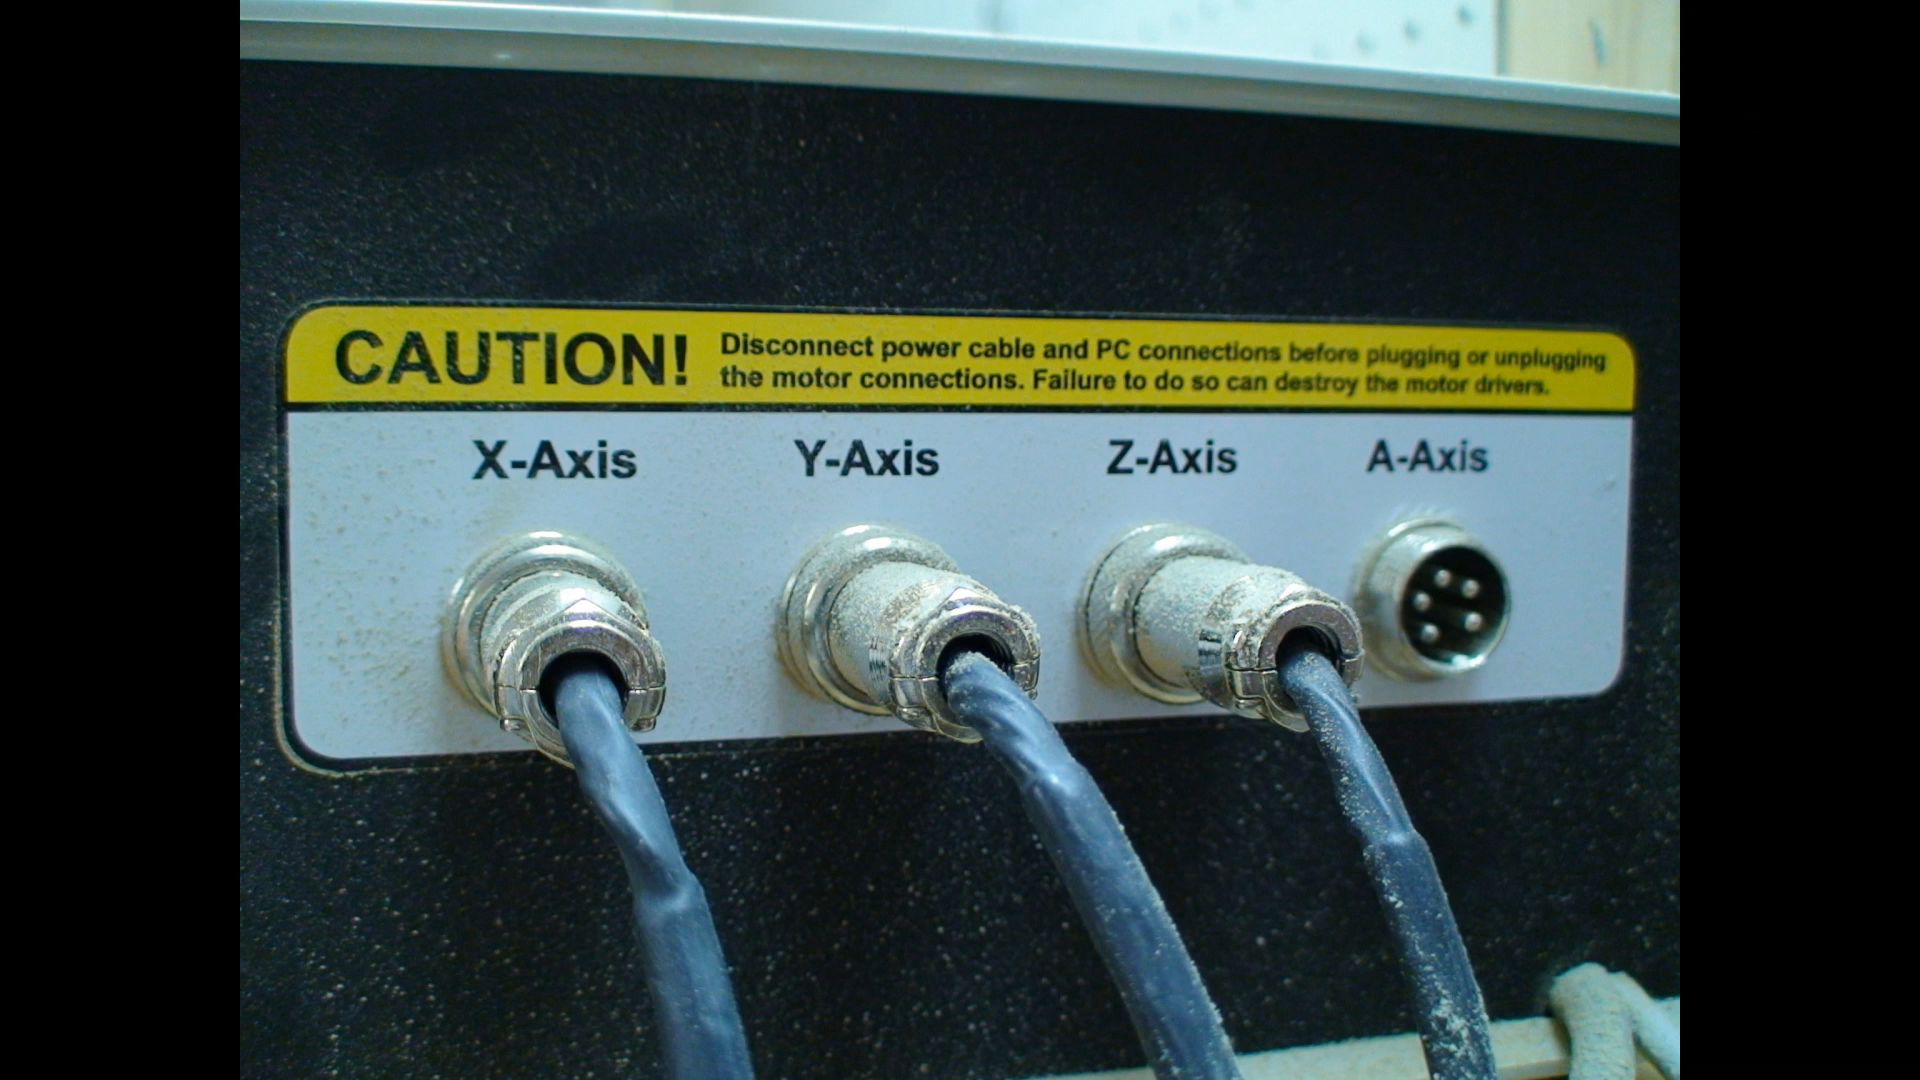 CAUTION!
Disconnect power cable and PC connections before plugging or unplugging
the motor connections. Failure to do so can destroy the motor drivers.
X-Axis Y-Axis Z-Axis A-Axis